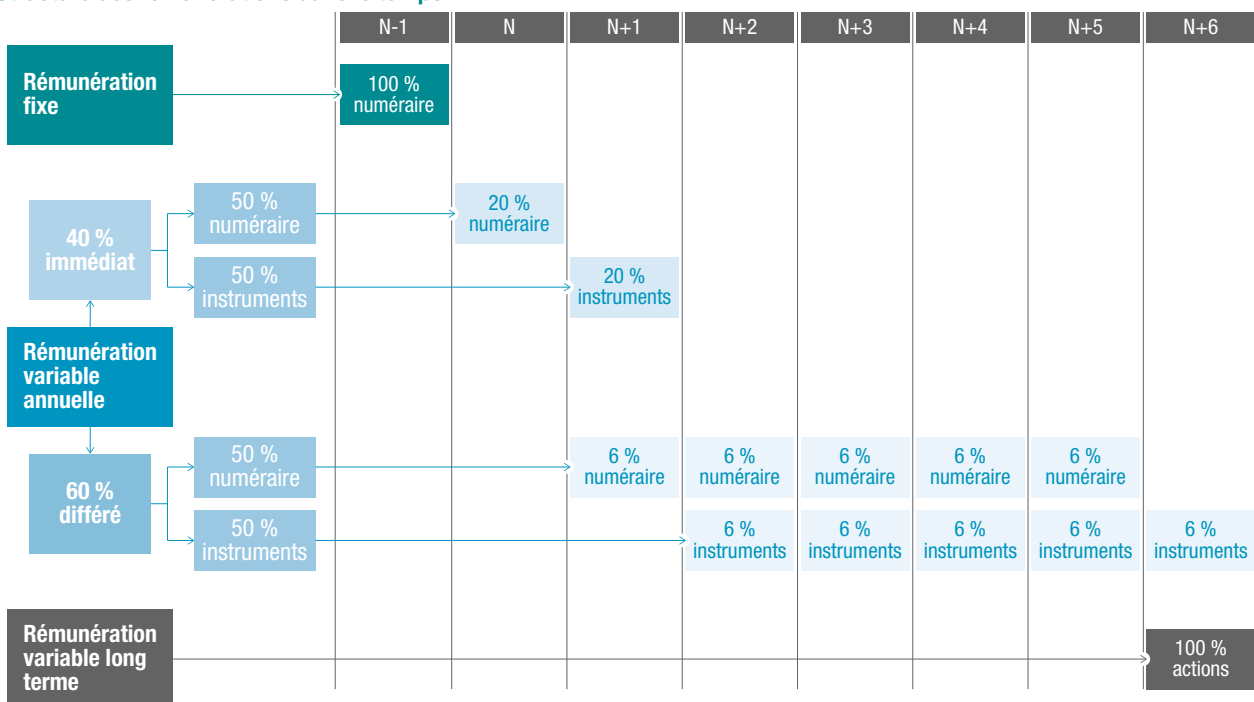 N-1 N N+1 N+2 N+3 N+4 N+5 N+6
Rémunération
fixe
100 %
numéraire
40 %
immédiat
50 %
numéraire
20 %
numéraire
50 %
instruments
20 %
instruments
Rémunération
variable
annuelle
60 %
différé
50 %
numéraire
6 %
numéraire
6 %
numéraire
6 %
numéraire
6 %
numéraire
6 %
numéraire
50 %
instruments
6 %
instruments
6 %
instruments
6 %
instruments
6 %
instruments
6 %
instruments
Rémunération
variable long
terme
100 %
actions